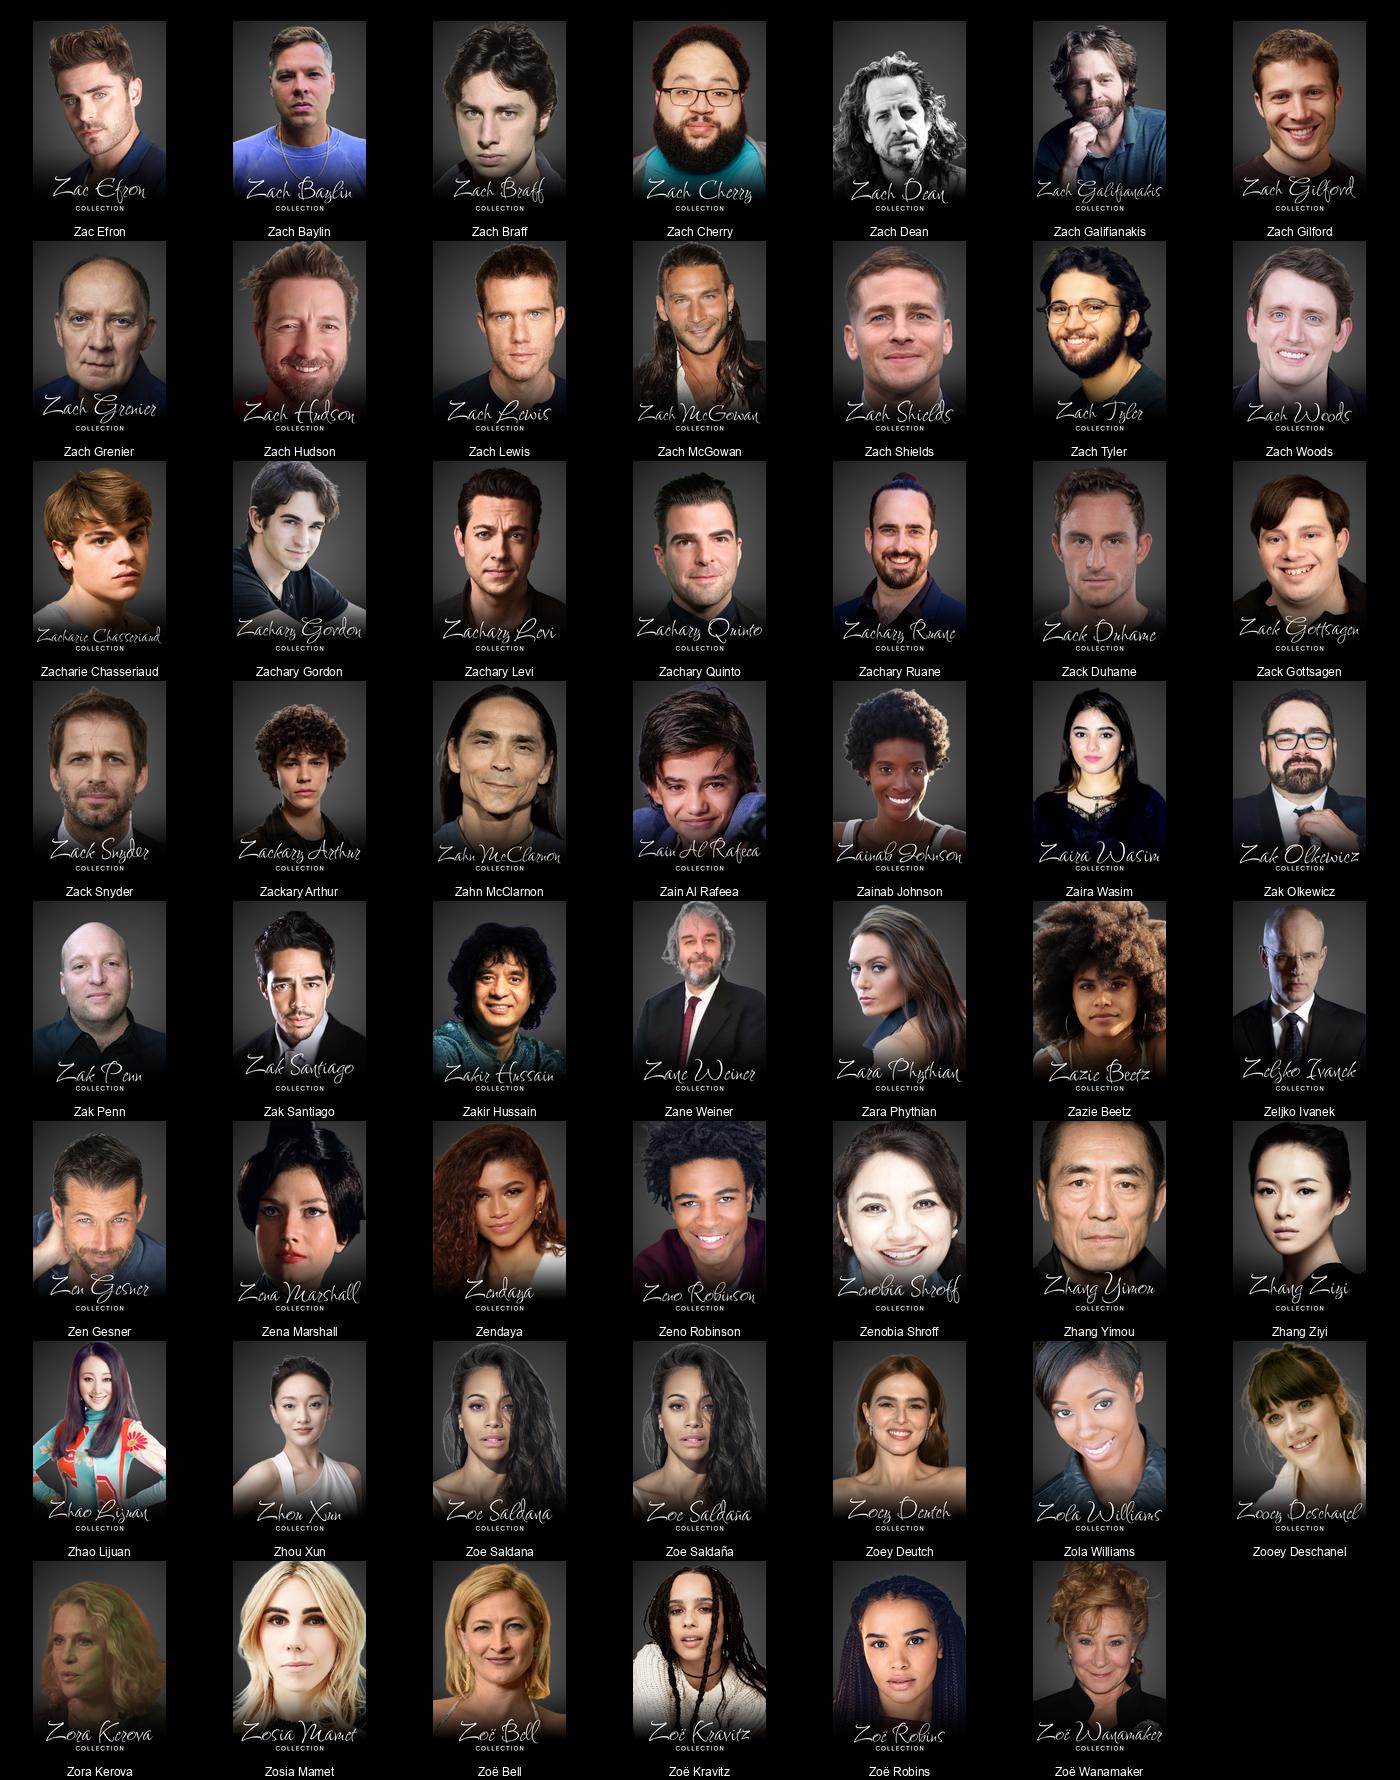 Zac Efron Zach Baylin Zach Braff Zach Cherry Zach Dean Zach Galifianakis Zach Gilford
COLLECTION COLLECTION COLLECTION COLLECTION COLLECTION COLLECTION COLLECTION
Zac Efron Zach Baylin Zach Braff Zach Cherry Zach Dean Zach Galifianakis Zach Gilford
Zach Grenier Zach Hudson Zach Lewis Zach McGowan Zach Shields Zach Tyler Zach Woods
COLLECTION COLLECTION COLLECTION COLLECTION COLLECTION COLLECTION COLLECTION
Zach Grenier Zach Hudson Zach Lewis Zach McGowan Zach Shields Zach Tyler Zach Woods
Zacharie Chasseriaud Zachary Gordon Zachary Levi Zachary Quinto Zachary Ruane Zack Duhame Zack Gottsagen
COLLECTION COLLECTION COLLECTION COLLECTION COLLECTION COLLECTION COLLECTION
Zacharie Chasseriaud Zachary Gordon Zachary Levi Zachary Quinto Zachary Ruane Zack Duhame Zack Gottsagen
Zack Snyder Zackary Arthur Zahn McClarnon Zain Al Rafeea Zainab Johnson Zaira Wasim Zak Olkewicz
COLLECTION COLLECTION COLLECTION COLLECTION COLLECTION COLLECTION COLLECTION
Zack Snyder Zackary Arthur Zahn McClarnon Zain Al Rafeea Zainab Johnson Zaira Wasim Zak Olkewicz
Zak Penn Zak Santiago Zakir Hussain Zane Weiner Zara Phythian Zazie Beetz Zeljko Ivanek
COLLECTION COLLECTION COLLECTION COLLECTION COLLECTION COLLECTION COLLECTION
Zak Penn Zak Santiago Zakir Hussain Zane Weiner Zara Phythian Zazie Beetz Zeljko Ivanek
Zen Gesner Zena Marshall Zendaya Zeno Robinson Zenobia Shroff Zhang Yimou Zhang Ziyi
COLLECTION COLLECTION COLLECTION COLLECTION COLLECTION COLLECTION COLLECTION
Zen Gesner Zena Marshall Zendaya Zeno Robinson Zenobia Shroff Zhang Yimou Zhang Ziyi
Zhao Lijuan Zhou Xun Zoe Saldana Zoe Saldaña Zoey Deutch Zola Williams Zooey Deschanel
COLLECTION COLLECTION COLLECTION COLLECTION COLLECTION COLLECTION COLLECTION
Zhao Lijuan Zhou Xun Zoe Saldana Zoe Saldaña Zoey Deutch Zola Williams Zooey Deschanel
Zora Kerova Zosia Mamet Zoë Bell Zoë Kravitz Zoë Robins Zoë Wanamaker
COLLECTION COLLECTION COLLECTION COLLECTION COLLECTION COLLECTION
Zora Kerova Zosia Mamet Zoë Bell Zoë Kravitz Zoë Robins Zoë Wanamaker